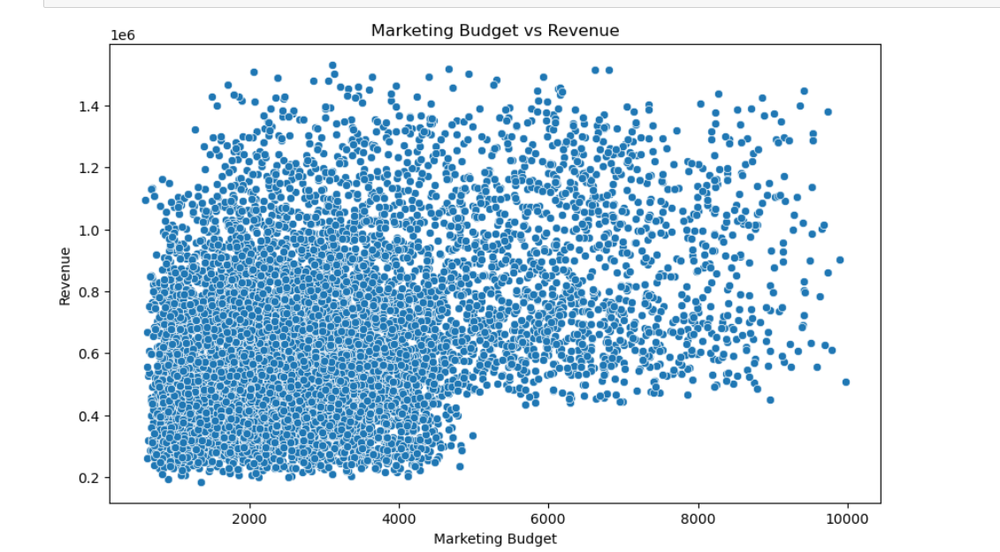 Marketing Budget vs Revenue
1e6
1.4
1.2
1.0
0.8
0.6
0.4
0.2
Revenue
2000 4000 6000 8000 10000
Marketing Budget